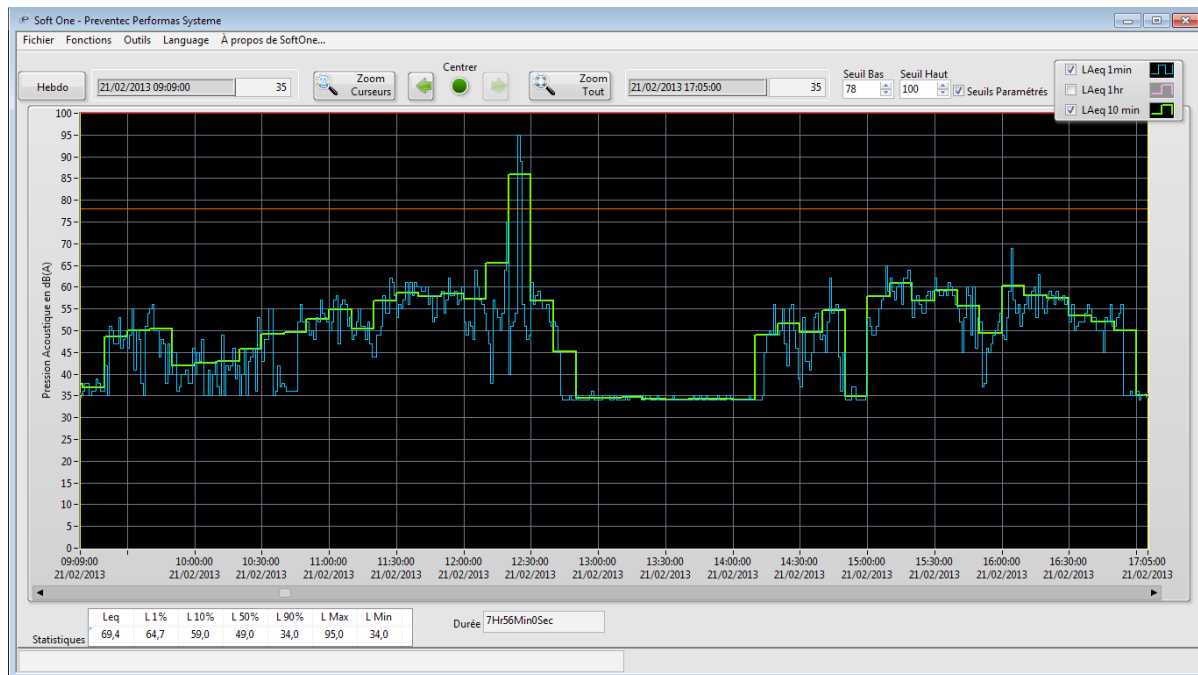 Soft One - Preventec Performas Systeme
Fichier Fonctions Outils Language À propos de SoftOne...
Hebdo 21/02/2013 09:09:00 35 Zoom Curseurs Centrer Zoom Tout 21/02/2013 17:05:00 35
Seuil Bas Seuil Haut
78 100 Seuils Paramétrés
LAeq 1min
LAeq 1hr
LAeq 10 min
Pression Acoustique en dB(A)
100
95
90
85
80
75
70
65
60
55
50
45
40
35
30
25
20
15
10
5
0
09:09:00 10:00:00 10:30:00 11:00:00 11:30:00 12:00:00 12:30:00 13:00:00 13:30:00 14:00:00 14:30:00 15:00:00 15:30:00 16:00:00 16:30:00 17:05:00
21/02/2013 21/02/2013 21/02/2013 21/02/2013 21/02/2013 21/02/2013 21/02/2013 21/02/2013 21/02/2013 21/02/2013 21/02/2013 21/02/2013 21/02/2013 21/02/2013 21/02/2013 21/02/2013
Leq L 1% L 10% L 50% L 90% L Max L Min
Statistiques 69,4 64,7 59,0 49,0 34,0 95,0 34,0
Durée 7Hr56Min0Sec